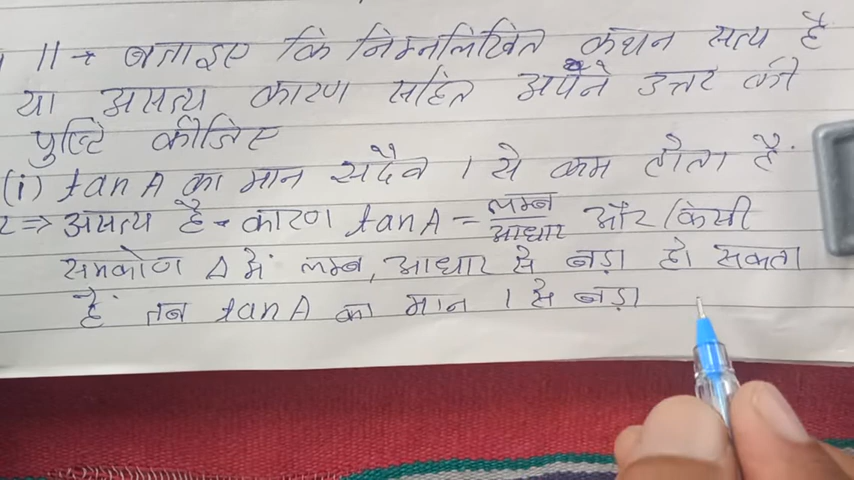 11 → बताइए कि निम्नलिखित कथन सत्य है
या असत्य कारण सहित अपने उत्तर की
पुष्टि कीजिए
(i) tan A का मान सदैव 1 से कम होता है.
⇒ असत्य है - कारण tan A = लम्ब/आधार और किसी
समकोण Δ में लम्ब, आधार से बड़ा हो सकता
है तब tan A का मान 1 से बड़ा